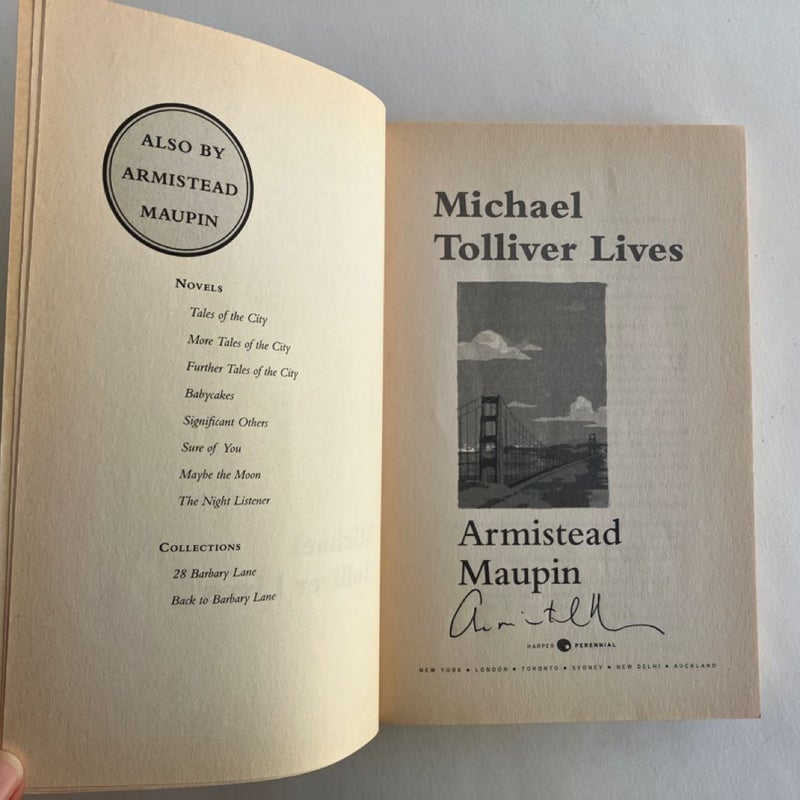 ALSO BY
ARMISTEAD
MAUPIN
NOVELS
Tales of the City
More Tales of the City
Further Tales of the City
Babycakes
Significant Others
Sure of You
Maybe the Moon
The Night Listener
COLLECTIONS
28 Barbary Lane
Back to Barbary Lane
Michael
Tolliver Lives
Armistead
Maupin
HARPER PERENNIAL
NEW YORK • LONDON • TORONTO • SYDNEY • NEW DELHI • AUCKLAND